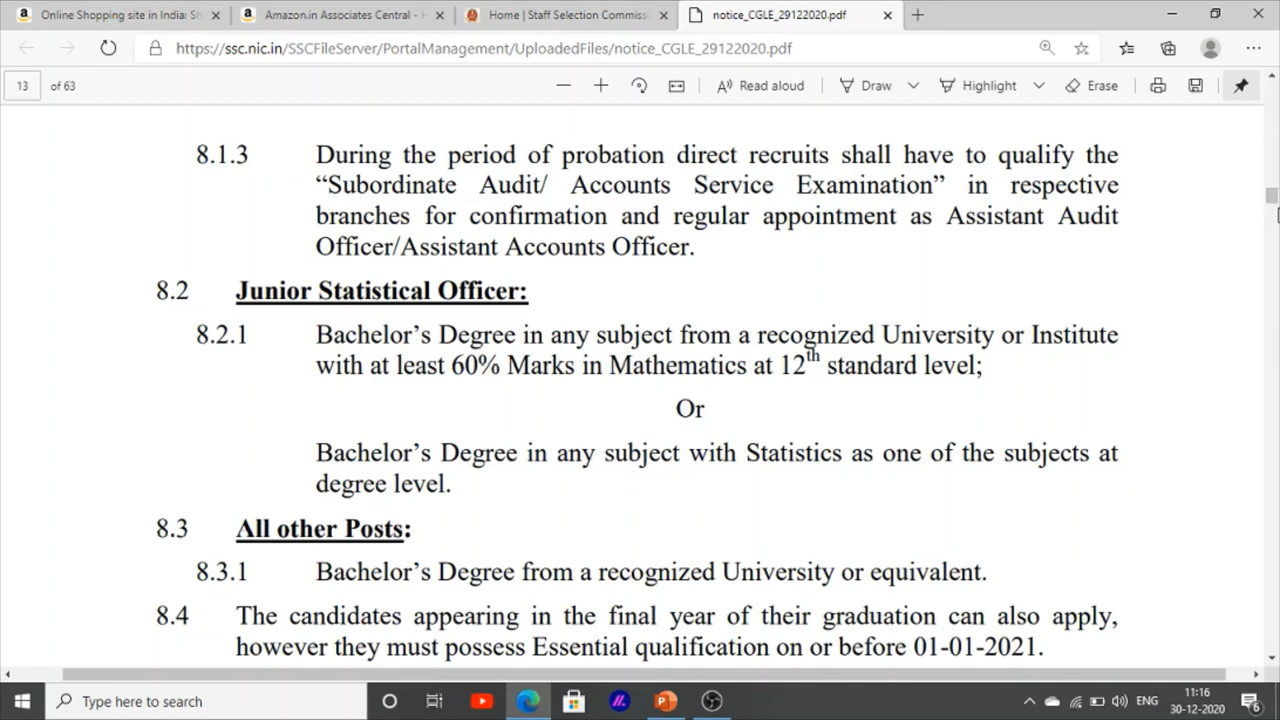 Online Shopping site in India: Sh
Amazon.in Associates Central - H
Home | Staff Selection Commiss
notice_CGLE_29122020.pdf
https://ssc.nic.in/SSCFileServer/PortalManagement/UploadedFiles/notice_CGLE_29122020.pdf
13 of 63
Read aloud
Draw
Highlight
Erase
8.1.3 During the period of probation direct recruits shall have to qualify the
“Subordinate Audit/ Accounts Service Examination” in respective
branches for confirmation and regular appointment as Assistant Audit
Officer/Assistant Accounts Officer.
8.2 Junior Statistical Officer:
8.2.1 Bachelor’s Degree in any subject from a recognized University or Institute
with at least 60% Marks in Mathematics at 12th standard level;
Or
Bachelor’s Degree in any subject with Statistics as one of the subjects at
degree level.
8.3 All other Posts:
8.3.1 Bachelor’s Degree from a recognized University or equivalent.
8.4 The candidates appearing in the final year of their graduation can also apply,
however they must possess Essential qualification on or before 01-01-2021.
Type here to search
ENG
11:16
30-12-2020
6